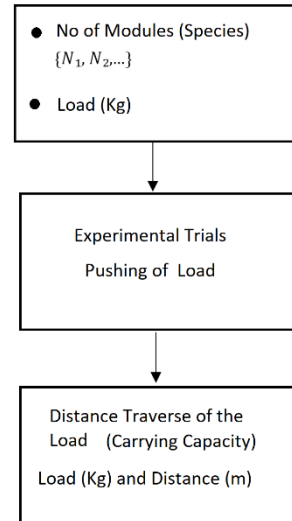 ● No of Modules (Species)
{N₁, N₂,...}
● Load (Kg)
Experimental Trials
Pushing of Load
Distance Traverse of the
Load (Carrying Capacity)
Load (Kg) and Distance (m)